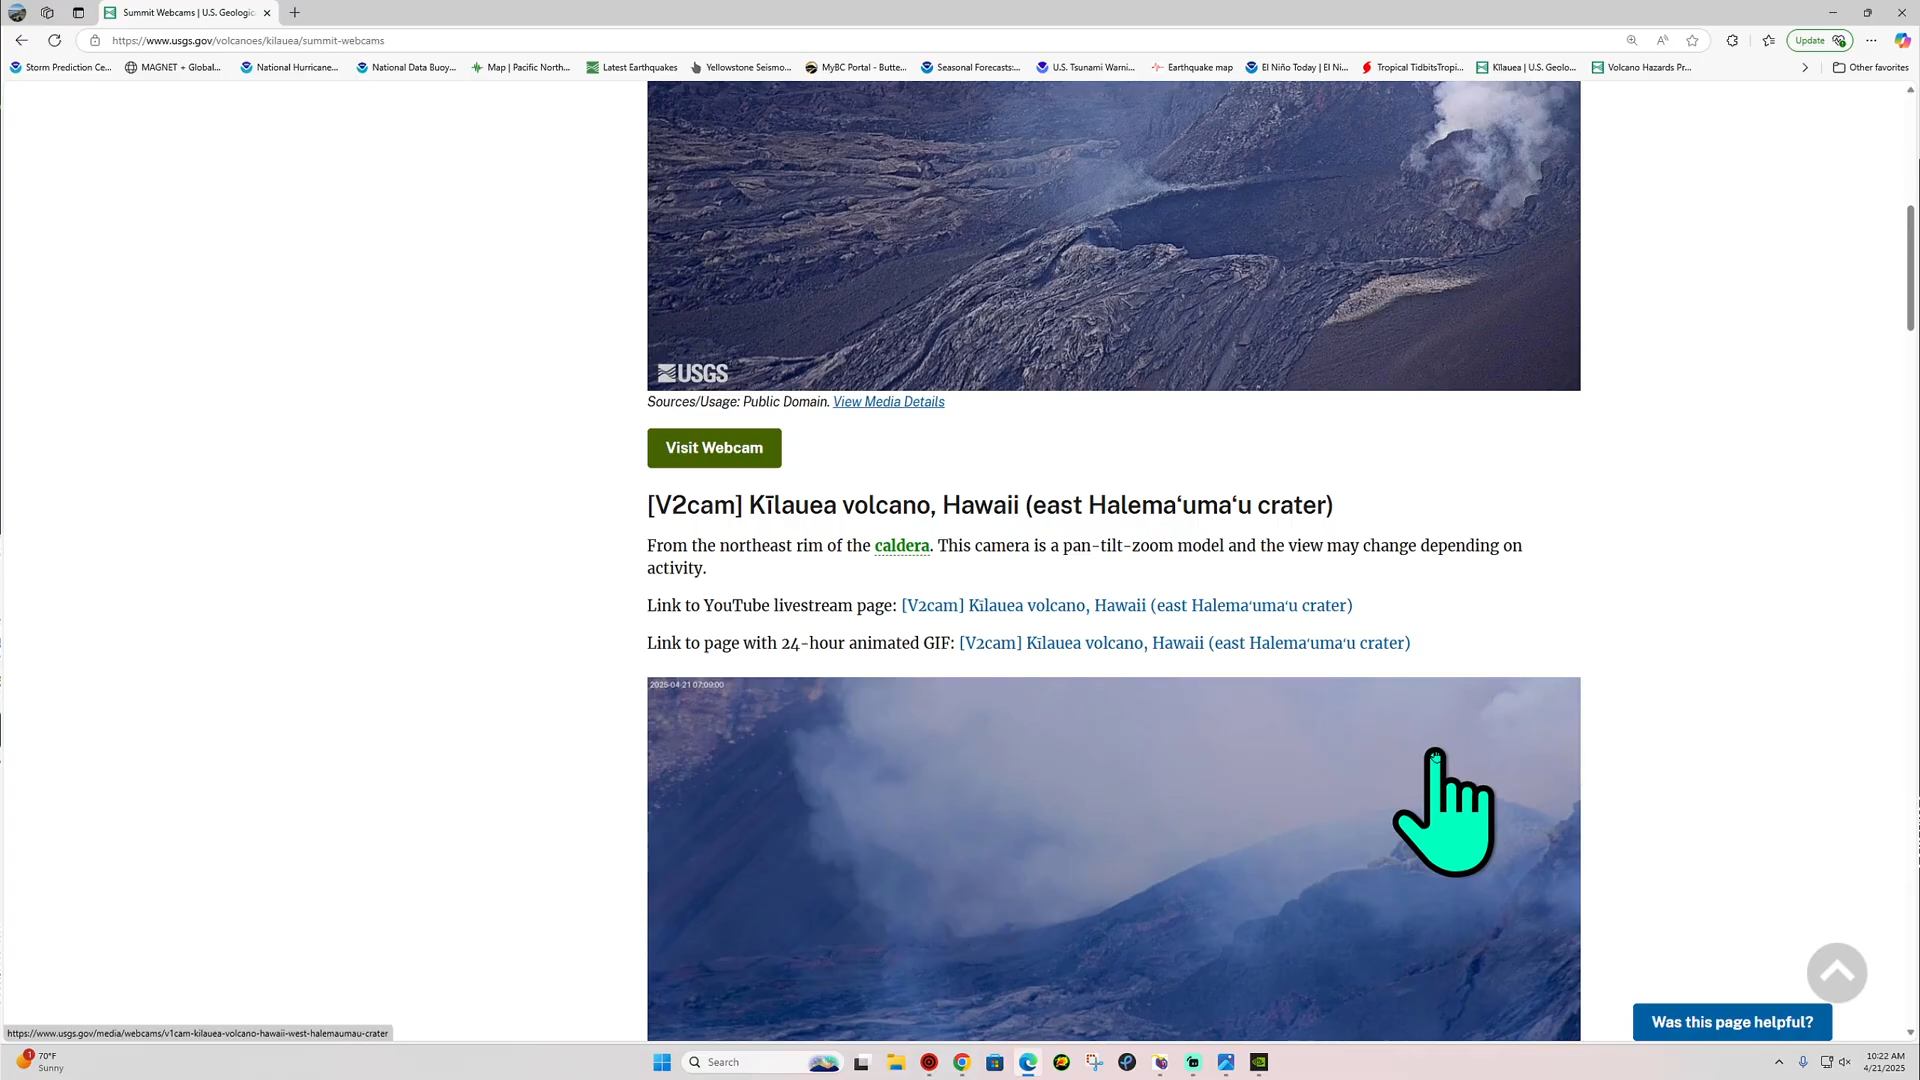 Summit Webcams | U.S. Geologic
https://www.usgs.gov/volcanoes/kilauea/summit-webcams
Update
Storm Prediction Ce...
MAGNET + Global...
National Hurricane...
National Data Buoy...
Map | Pacific North...
Latest Earthquakes
Yellowstone Seismo...
MyBC Portal - Butte...
Seasonal Forecasts:...
U.S. Tsunami Warni...
Earthquake map
El Niño Today | El Ni...
Tropical TidbitsTropi...
Kīlauea | U.S. Geolo...
Volcano Hazards Pr...
Other favorites
USGS
Sources/Usage: Public Domain. View Media Details
Visit Webcam
[V2cam] Kīlauea volcano, Hawaii (east Halemaʻumaʻu crater)
From the northeast rim of the caldera. This camera is a pan-tilt-zoom model and the view may change depending on
activity.
Link to YouTube livestream page: [V2cam] Kīlauea volcano, Hawaii (east Halemaʻumaʻu crater)
Link to page with 24-hour animated GIF: [V2cam] Kīlauea volcano, Hawaii (east Halemaʻumaʻu crater)
2025-04-21 07:09:00
Was this page helpful?
https://www.usgs.gov/media/webcams/v1cam-kilauea-volcano-hawaii-west-halemaumau-crater
1
70°F
Sunny
Search
10:22 AM
4/21/2025